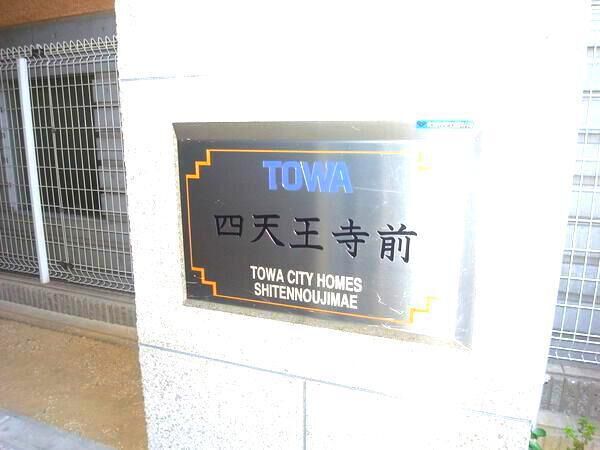 TOWA
四天王寺前
TOWA CITY HOMES
SHITENNOUJIMAE